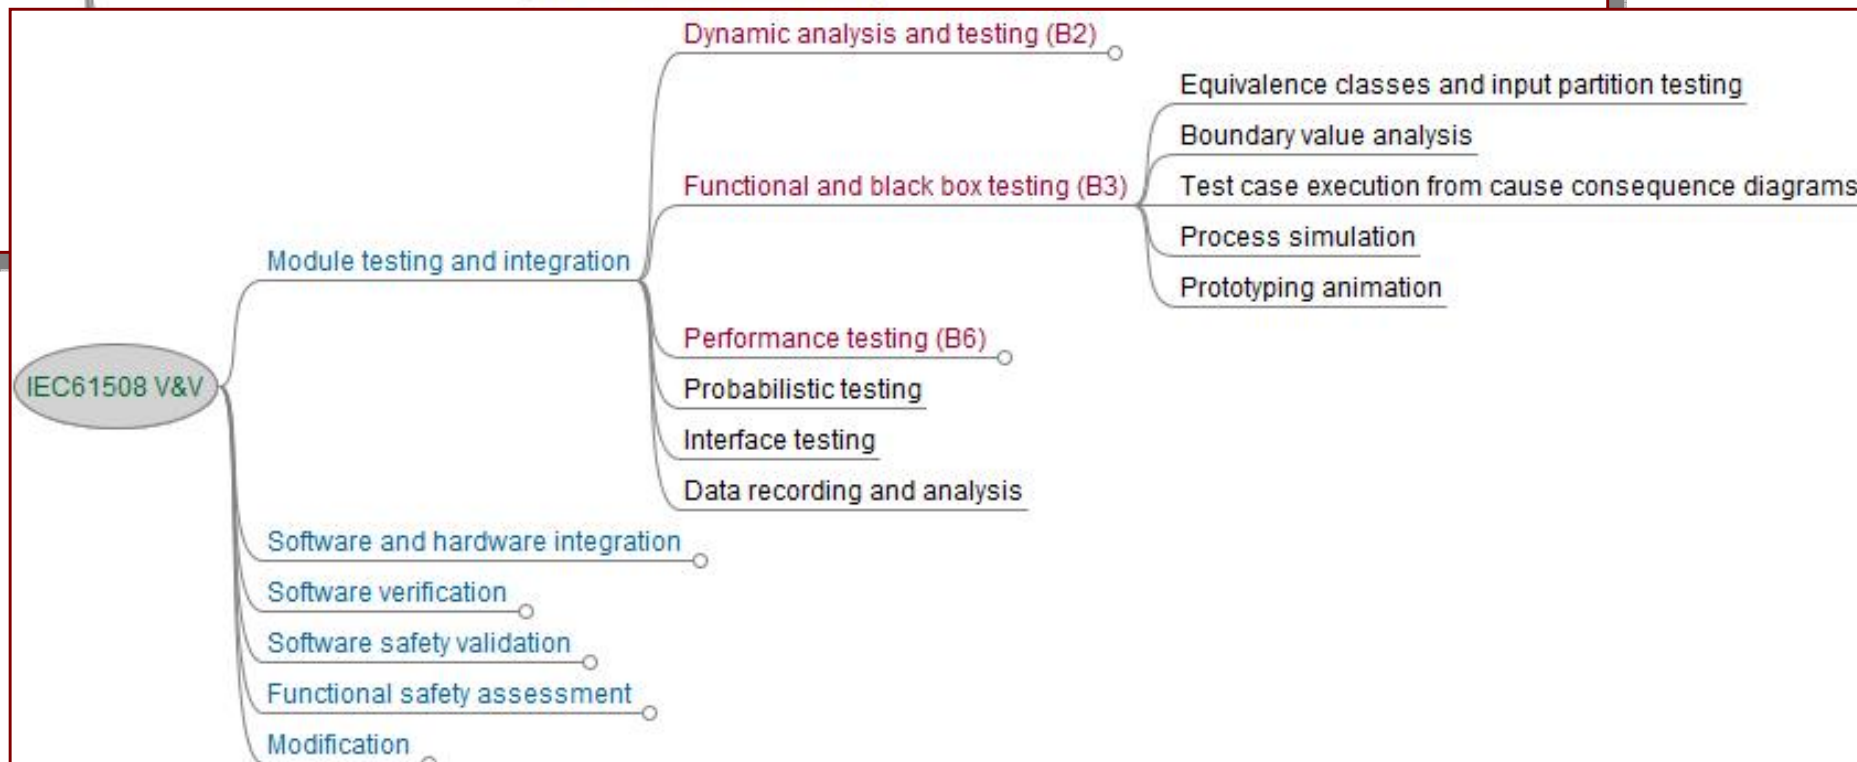 Dynamic analysis and testing (B2)
Equivalence classes and input partition testing
Boundary value analysis
Functional and black box testing (B3)
Test case execution from cause consequence diagrams
Process simulation
Module testing and integration
Prototyping animation
Performance testing (B6)
IEC61508 V&V
Probabilistic testing
Interface testing
Data recording and analysis
Software and hardware integration
Software verification
Software safety validation
Functional safety assessment
Modification